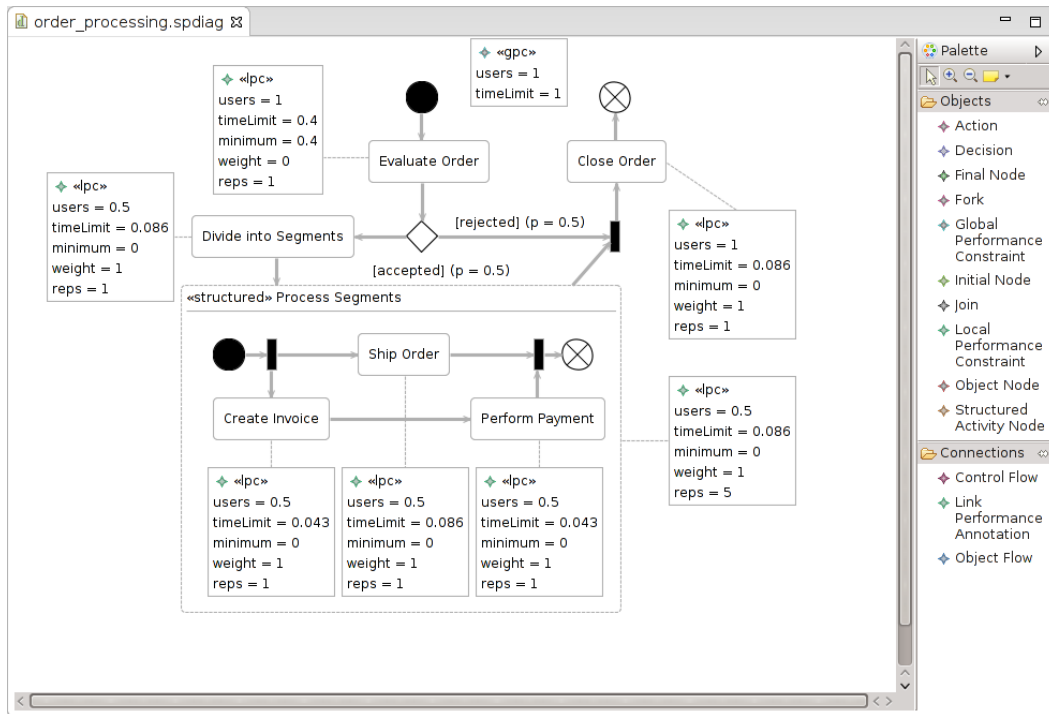 order_processing.spdiag
«gpc»
users = 1
timeLimit = 1
«lpc»
users = 1
timeLimit = 0.4
minimum = 0.4
weight = 0
reps = 1
Evaluate Order
Close Order
«lpc»
users = 0.5
timeLimit = 0.086
minimum = 0
weight = 1
reps = 1
Divide into Segments
[rejected] (p = 0.5)
[accepted] (p = 0.5)
«lpc»
users = 1
timeLimit = 0.086
minimum = 0
weight = 1
reps = 1
«structured» Process Segments
Ship Order
Create Invoice
Perform Payment
«lpc»
users = 0.5
timeLimit = 0.086
minimum = 0
weight = 1
reps = 5
«lpc»
users = 0.5
timeLimit = 0.043
minimum = 0
weight = 1
reps = 1
«lpc»
users = 0.5
timeLimit = 0.086
minimum = 0
weight = 1
reps = 1
«lpc»
users = 0.5
timeLimit = 0.043
minimum = 0
weight = 1
reps = 1
Palette
Objects
Action
Decision
Final Node
Fork
Global
Performance
Constraint
Initial Node
Join
Local
Performance
Constraint
Object Node
Structured
Activity Node
Connections
Control Flow
Link
Performance
Annotation
Object Flow